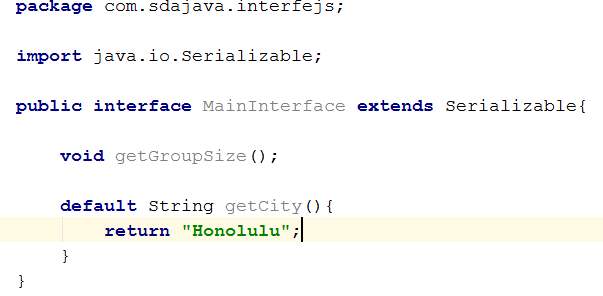 package com.sdajava.interfejs;
import java.io.Serializable;
public interface MainInterface extends Serializable{
void getGroupSize();
default String getCity(){
return "Honolulu";
}
}